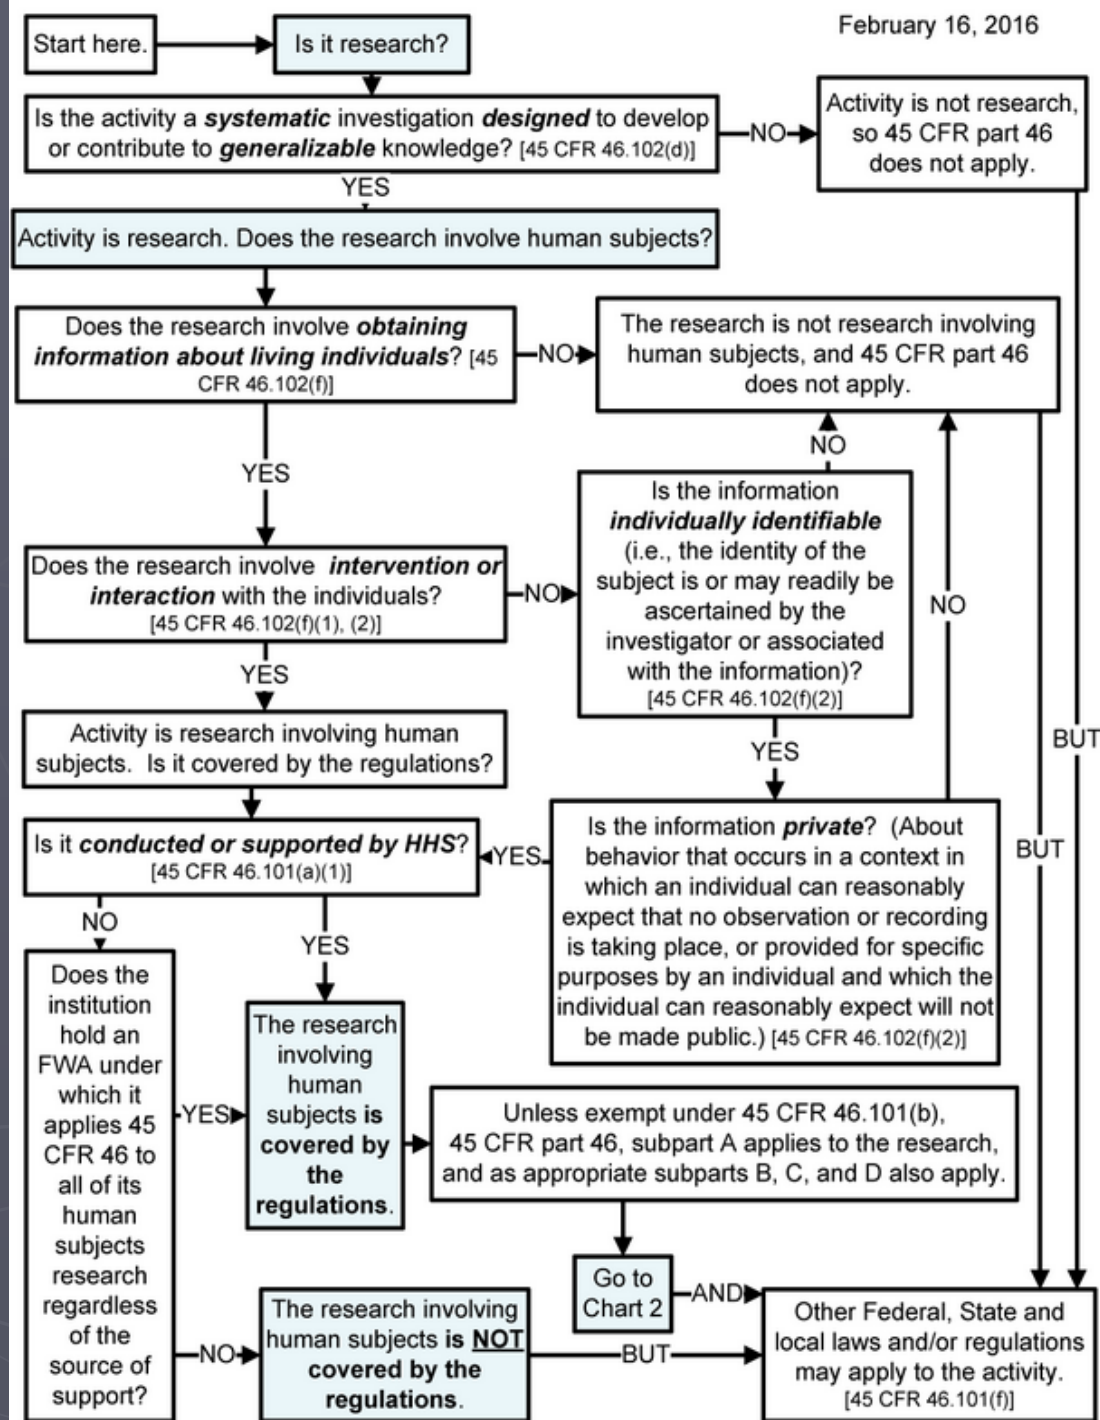 February 16, 2016
Start here.
Is it research?
Is the activity a systematic investigation designed to develop
or contribute to generalizable knowledge? [45 CFR 46.102(d)]
NO
Activity is not research,
so 45 CFR part 46
does not apply.
YES
Activity is research. Does the research involve human subjects?
Does the research involve obtaining
information about living individuals? [45
CFR 46.102(f)]
NO
The research is not research involving
human subjects, and 45 CFR part 46
does not apply.
YES
NO
Is the information
individually identifiable
(i.e., the identity of the
subject is or may readily be
ascertained by the
investigator or associated
with the information)?
[45 CFR 46.102(f)(2)]
Does the research involve intervention or
interaction with the individuals?
[45 CFR 46.102(f)(1), (2)]
NO
NO
YES
YES
BUT
Activity is research involving human
subjects. Is it covered by the regulations?
Is it conducted or supported by HHS?
[45 CFR 46.101(a)(1)]
YES
Is the information private? (About
behavior that occurs in a context in
which an individual can reasonably
expect that no observation or recording
is taking place, or provided for specific
purposes by an individual and which the
individual can reasonably expect will not
be made public.) [45 CFR 46.102(f)(2)]
BUT
NO
YES
Does the
institution
hold an
FWA under
which it
applies 45
CFR 46 to
all of its
human
subjects
research
regardless
of the
source of
support?
YES
The research
involving
human
subjects is
covered by
the
regulations.
Unless exempt under 45 CFR 46.101(b),
45 CFR part 46, subpart A applies to the research,
and as appropriate subparts B, C, and D also apply.
Go to
Chart 2
AND
NO
The research involving
human subjects is NOT
covered by the
regulations.
BUT
Other Federal, State and
local laws and/or regulations
may apply to the activity.
[45 CFR 46.101(f)]